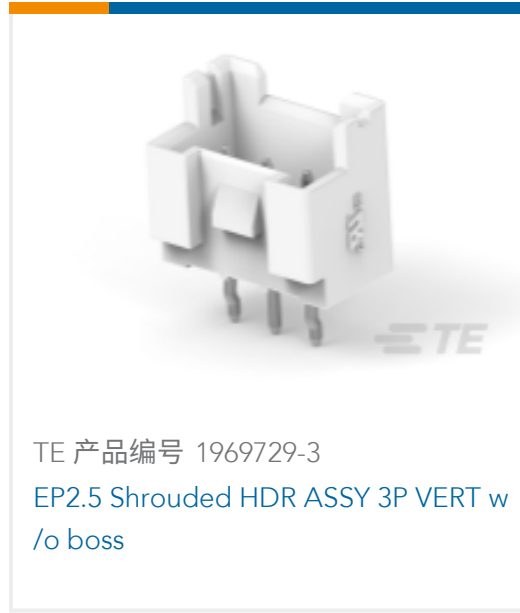 TE
TE 产品编号 1969729-3
EP2.5 Shrouded HDR ASSY 3P VERT w
/o boss